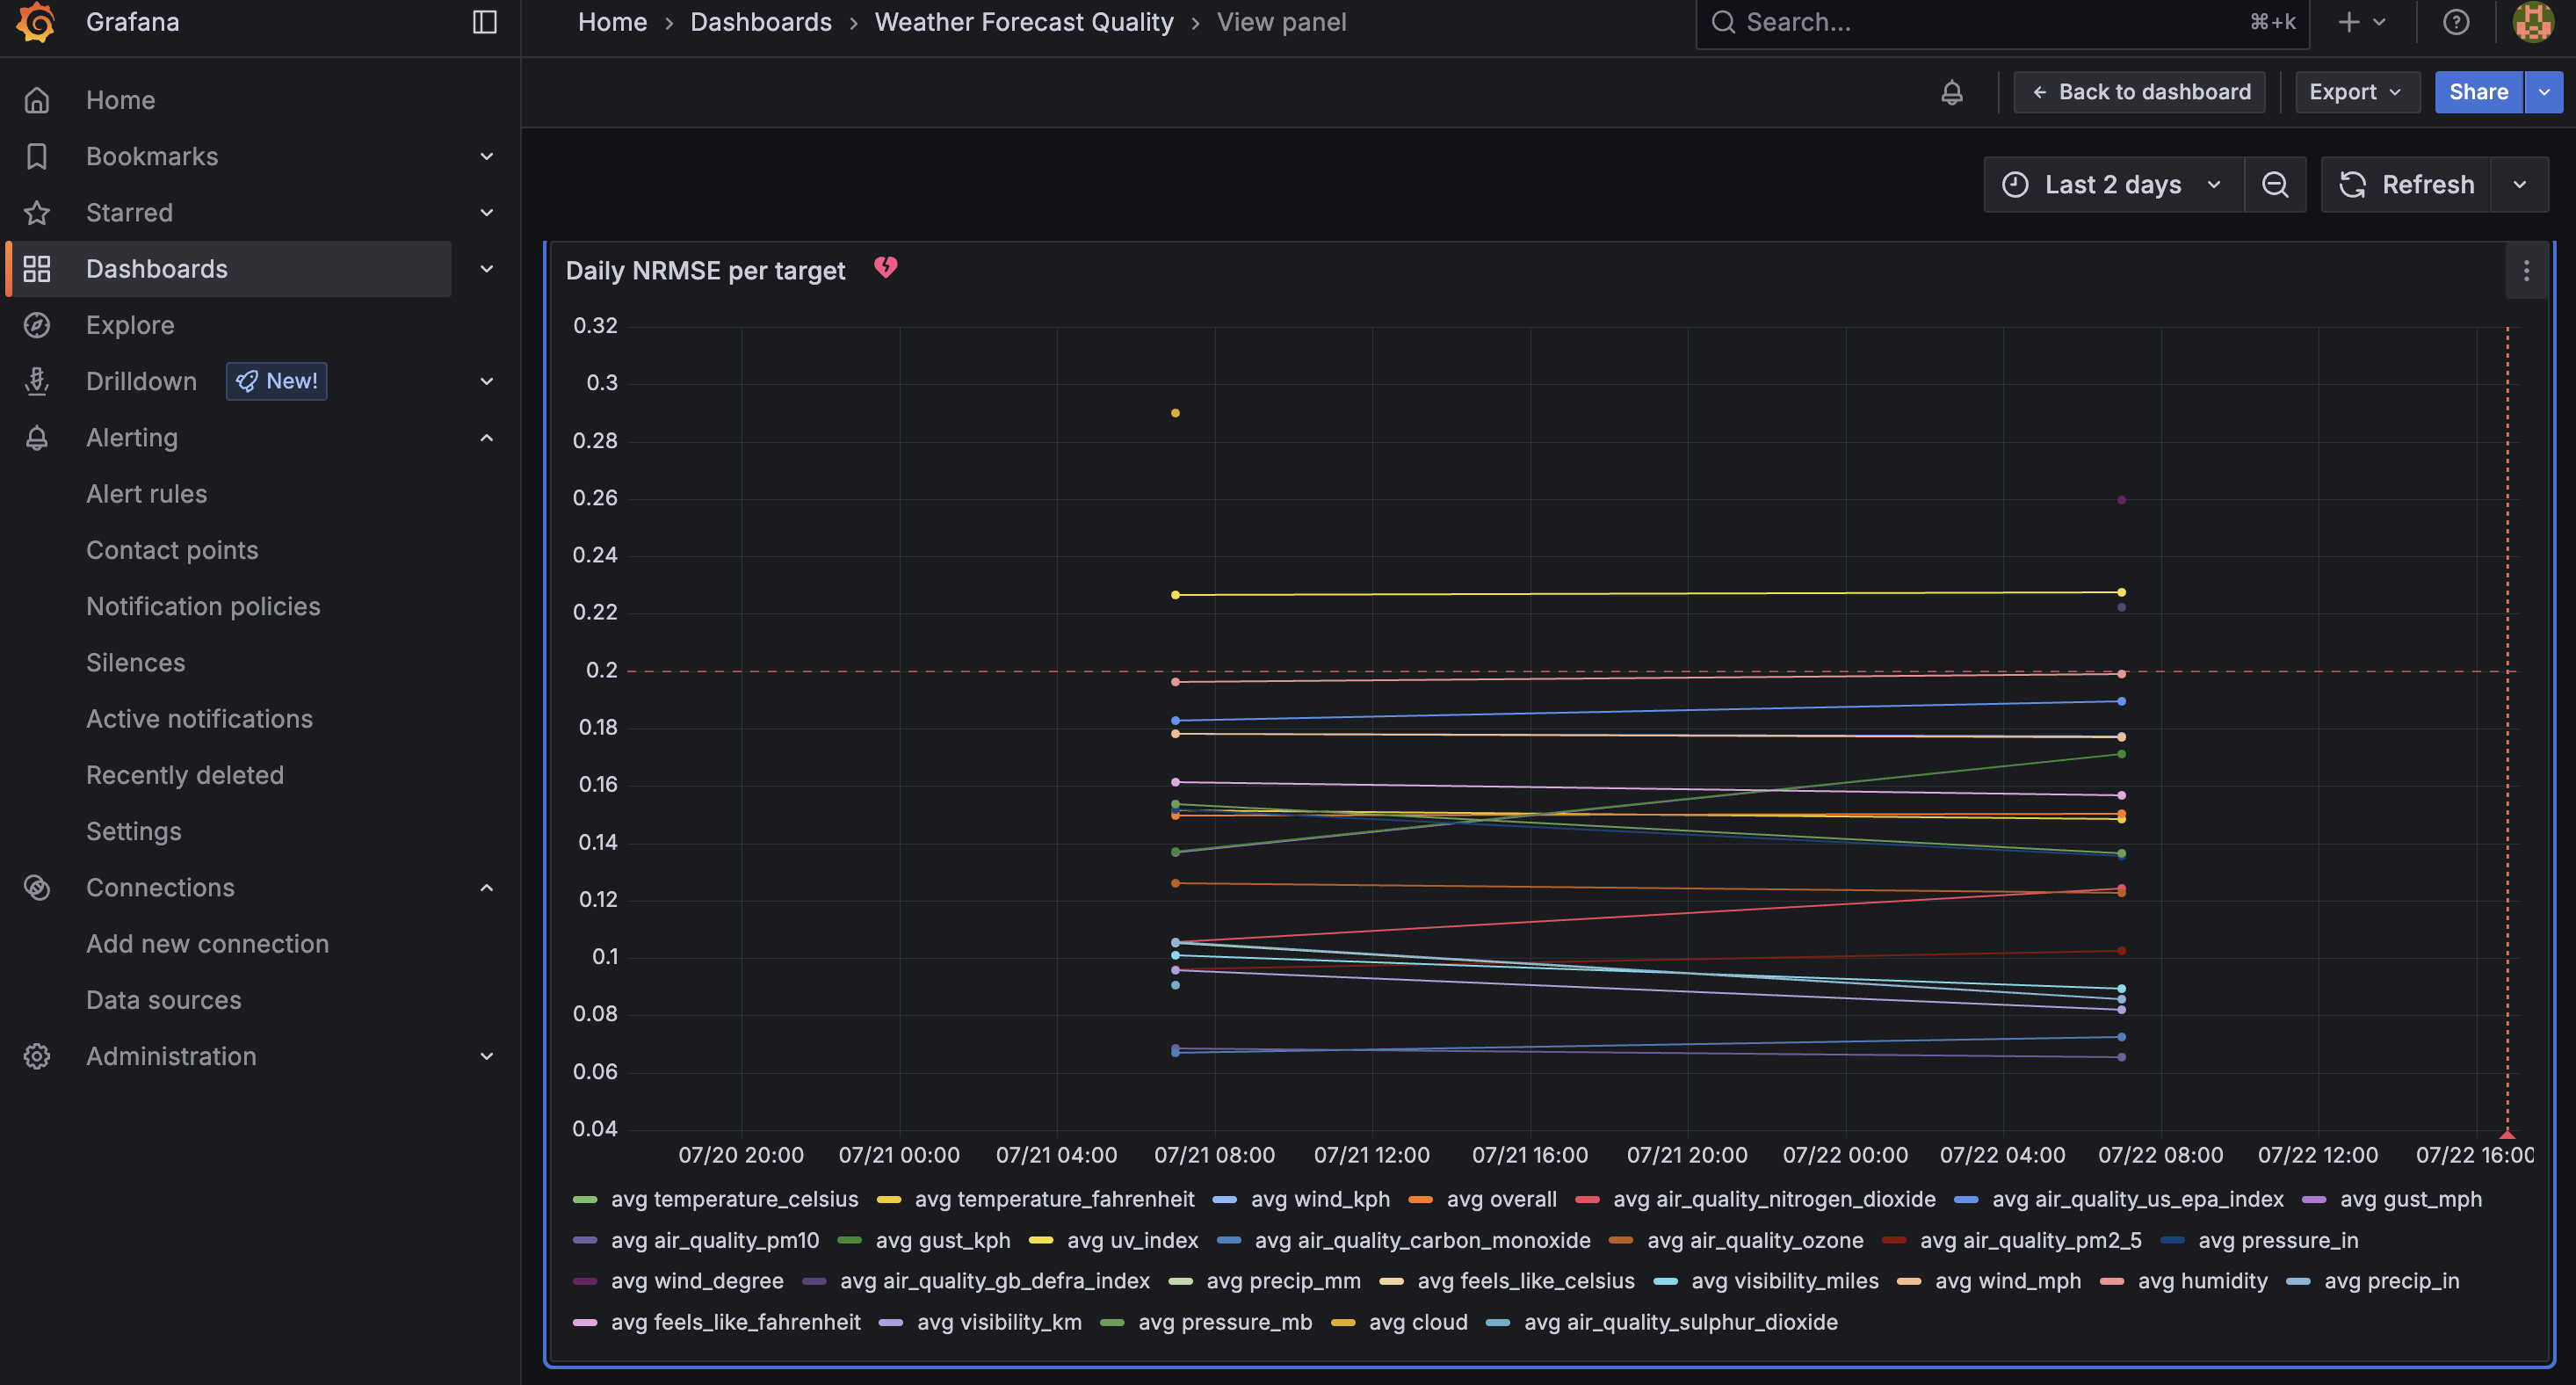 Grafana
Home › Dashboards › Weather Forecast Quality › View panel
Search...
⌘+k
Back to dashboard
Export
Share
Home
Bookmarks
Starred
Dashboards
Explore
Drilldown
New!
Alerting
Alert rules
Contact points
Notification policies
Silences
Active notifications
Recently deleted
Settings
Connections
Add new connection
Data sources
Administration
Last 2 days
Refresh
Daily NRMSE per target
0.32
0.3
0.28
0.26
0.24
0.22
0.2
0.18
0.16
0.14
0.12
0.1
0.08
0.06
0.04
07/20 20:00 07/21 00:00 07/21 04:00 07/21 08:00 07/21 12:00 07/21 16:00 07/21 20:00 07/22 00:00 07/22 04:00 07/22 08:00 07/22 12:00 07/22 16:00
avg temperature_celsius avg temperature_fahrenheit avg wind_kph avg overall avg air_quality_nitrogen_dioxide avg air_quality_us_epa_index avg gust_mph
avg air_quality_pm10 avg gust_kph avg uv_index avg air_quality_carbon_monoxide avg air_quality_ozone avg air_quality_pm2_5 avg pressure_in
avg wind_degree avg air_quality_gb_defra_index avg precip_mm avg feels_like_celsius avg visibility_miles avg wind_mph avg humidity avg precip_in
avg feels_like_fahrenheit avg visibility_km avg pressure_mb avg cloud avg air_quality_sulphur_dioxide